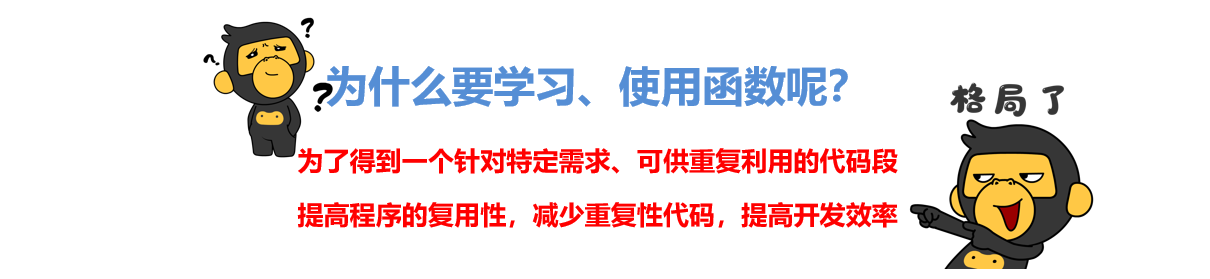 为什么要学习、使用函数呢?
格局了
为了得到一个针对特定需求、可供重复利用的代码段
提高程序的复用性，减少重复性代码，提高开发效率